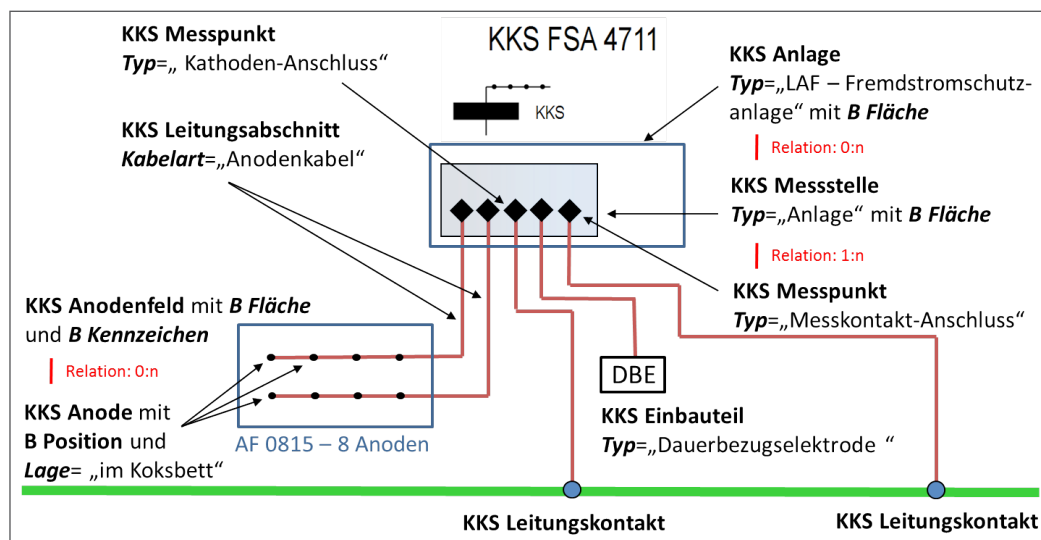 KKS Messpunkt
Typ=„ Kathoden-Anschluss“
KKS Leitungsabschnitt
Kabelart=„Anodenkabel“
KKS FSA 4711
KKS
KKS Anlage
Typ=„LAF – Fremdstromschutz-
anlage“ mit B Fläche
Relation: 0:n
KKS Messstelle
Typ=„Anlage“ mit B Fläche
Relation: 1:n
KKS Messpunkt
Typ=„Messkontakt-Anschluss“
KKS Anodenfeld mit B Fläche
und B Kennzeichen
Relation: 0:n
KKS Anode mit
B Position und
Lage= „im Koksbett“
AF 0815 – 8 Anoden
DBE
KKS Einbauteil
Typ=„Dauerbezugselektrode “
KKS Leitungskontakt
KKS Leitungskontakt